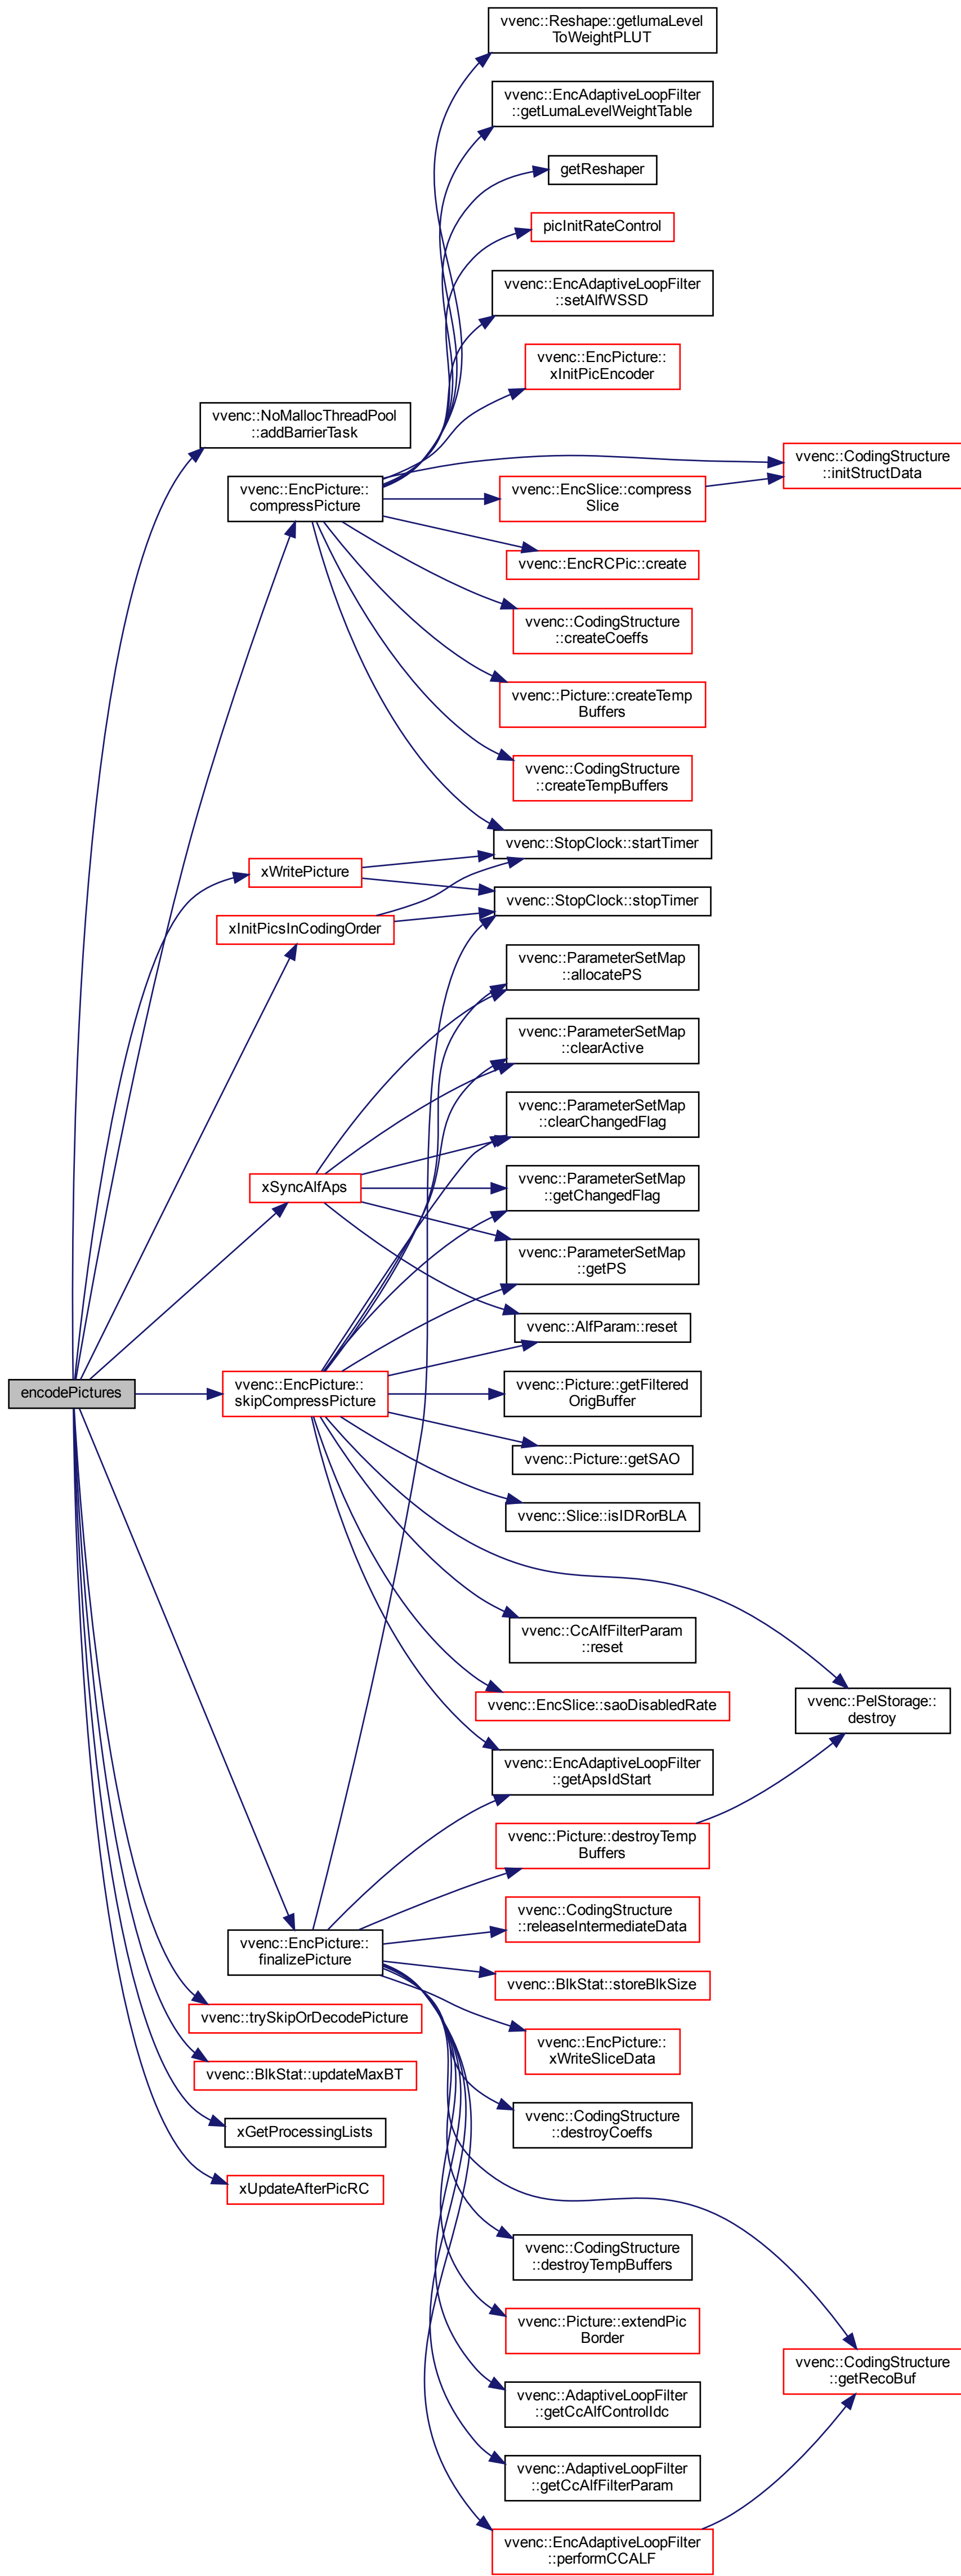 vvenc::Reshape::getlumaLevel
ToWeightPLUT
vvenc::EncAdaptiveLoopFilter
::getLumaLevelWeightTable
getReshaper
picInitRateControl
vvenc::EncAdaptiveLoopFilter
::setAlfWSSD
vvenc::EncPicture::
xInitPicEncoder
vvenc::NoMallocThreadPool
::addBarrierTask
vvenc::CodingStructure
::initStructData
vvenc::EncPicture::
compressPicture
vvenc::EncSlice::compress
Slice
vvenc::EncRCPic::create
vvenc::CodingStructure
::createCoeffs
vvenc::Picture::createTemp
Buffers
vvenc::CodingStructure
::createTempBuffers
vvenc::StopClock::startTimer
xWritePicture
vvenc::StopClock::stopTimer
xInitPicsInCodingOrder
vvenc::ParameterSetMap
::allocatePS
vvenc::ParameterSetMap
::clearActive
vvenc::ParameterSetMap
::clearChangedFlag
xSyncAlfAps
vvenc::ParameterSetMap
::getChangedFlag
vvenc::ParameterSetMap
::getPS
vvenc::AlfParam::reset
encodePictures
vvenc::EncPicture::
skipCompressPicture
vvenc::Picture::getFiltered
OrigBuffer
vvenc::Picture::getSAO
vvenc::Slice::isIDRorBLA
vvenc::CcAlfFilterParam
::reset
vvenc::EncSlice::saoDisabledRate
vvenc::PelStorage::
destroy
vvenc::EncAdaptiveLoopFilter
::getApsIdStart
vvenc::Picture::destroyTemp
Buffers
vvenc::CodingStructure
::releaseIntermediateData
vvenc::EncPicture::
finalizePicture
vvenc::BlkStat::storeBlkSize
vvenc::trySkipOrDecodePicture
vvenc::EncPicture::
xWriteSliceData
vvenc::BlkStat::updateMaxBT
vvenc::CodingStructure
::destroyCoeffs
xGetProcessingLists
xUpdateAfterPicRC
vvenc::CodingStructure
::destroyTempBuffers
vvenc::Picture::extendPic
Border
vvenc::CodingStructure
::getRecoBuf
vvenc::AdaptiveLoopFilter
::getCcAlfControlIdc
vvenc::AdaptiveLoopFilter
::getCcAlfFilterParam
vvenc::EncAdaptiveLoopFilter
::performCCALF